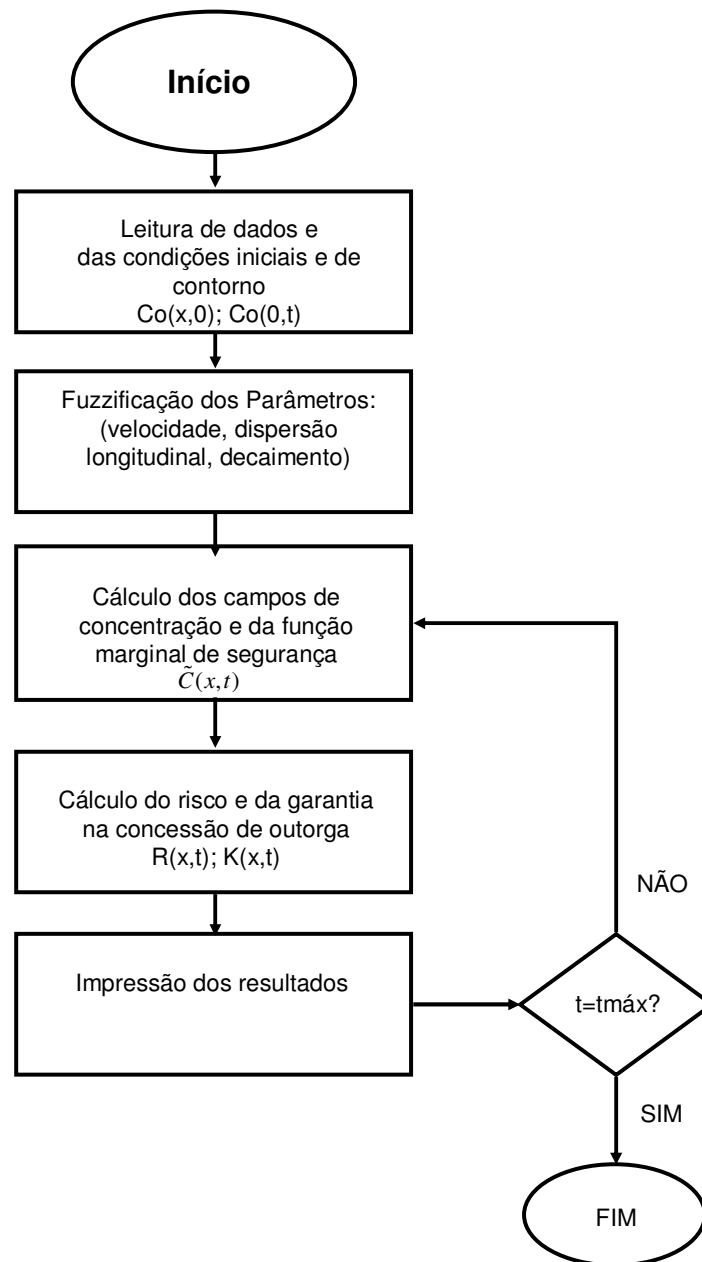 Início
Leitura de dados e
das condições iniciais e de
contorno
Co(x,0); Co(0,t)
Fuzzificação dos Parâmetros:
(velocidade, dispersão
longitudinal, decaimento)
Cálculo dos campos de
concentração e da função
marginal de segurança
C̃(x,t)
Cálculo do risco e da garantia
na concessão de outorga
R(x,t); K(x,t)
Impressão dos resultados
NÃO
t=tmáx?
SIM
FIM